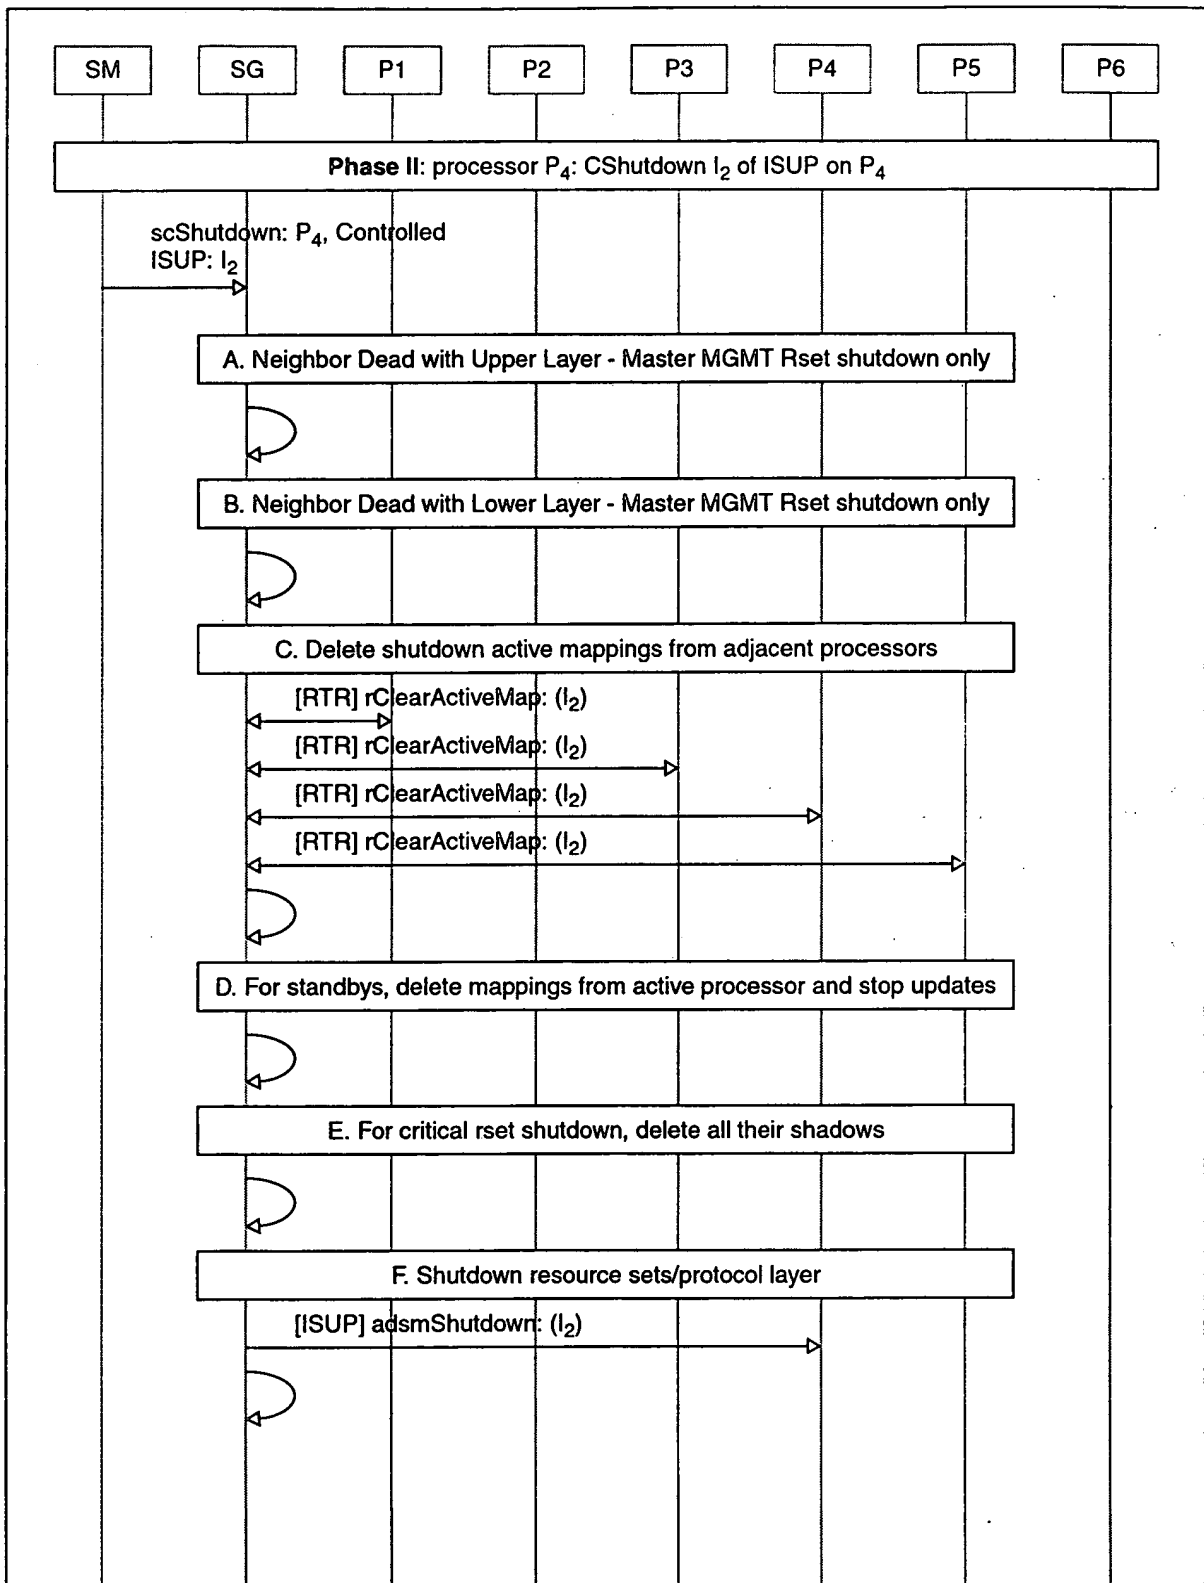 SM SG P1 P2 P3 P4 P5 P6
Phase II: processor P4: CShutdown I2 of ISUP on P4
scShutdown: P4, Controlled
ISUP: I2
A. Neighbor Dead with Upper Layer - Master MGMT Rset shutdown only
B. Neighbor Dead with Lower Layer - Master MGMT Rset shutdown only
C. Delete shutdown active mappings from adjacent processors
[RTR] rClearActiveMap: (I2)
[RTR] rClearActiveMap: (I2)
[RTR] rClearActiveMap: (I2)
[RTR] rClearActiveMap: (I2)
D. For standbys, delete mappings from active processor and stop updates
E. For critical rset shutdown, delete all their shadows
F. Shutdown resource sets/protocol layer
[ISUP] adsmShutdown: (I2)